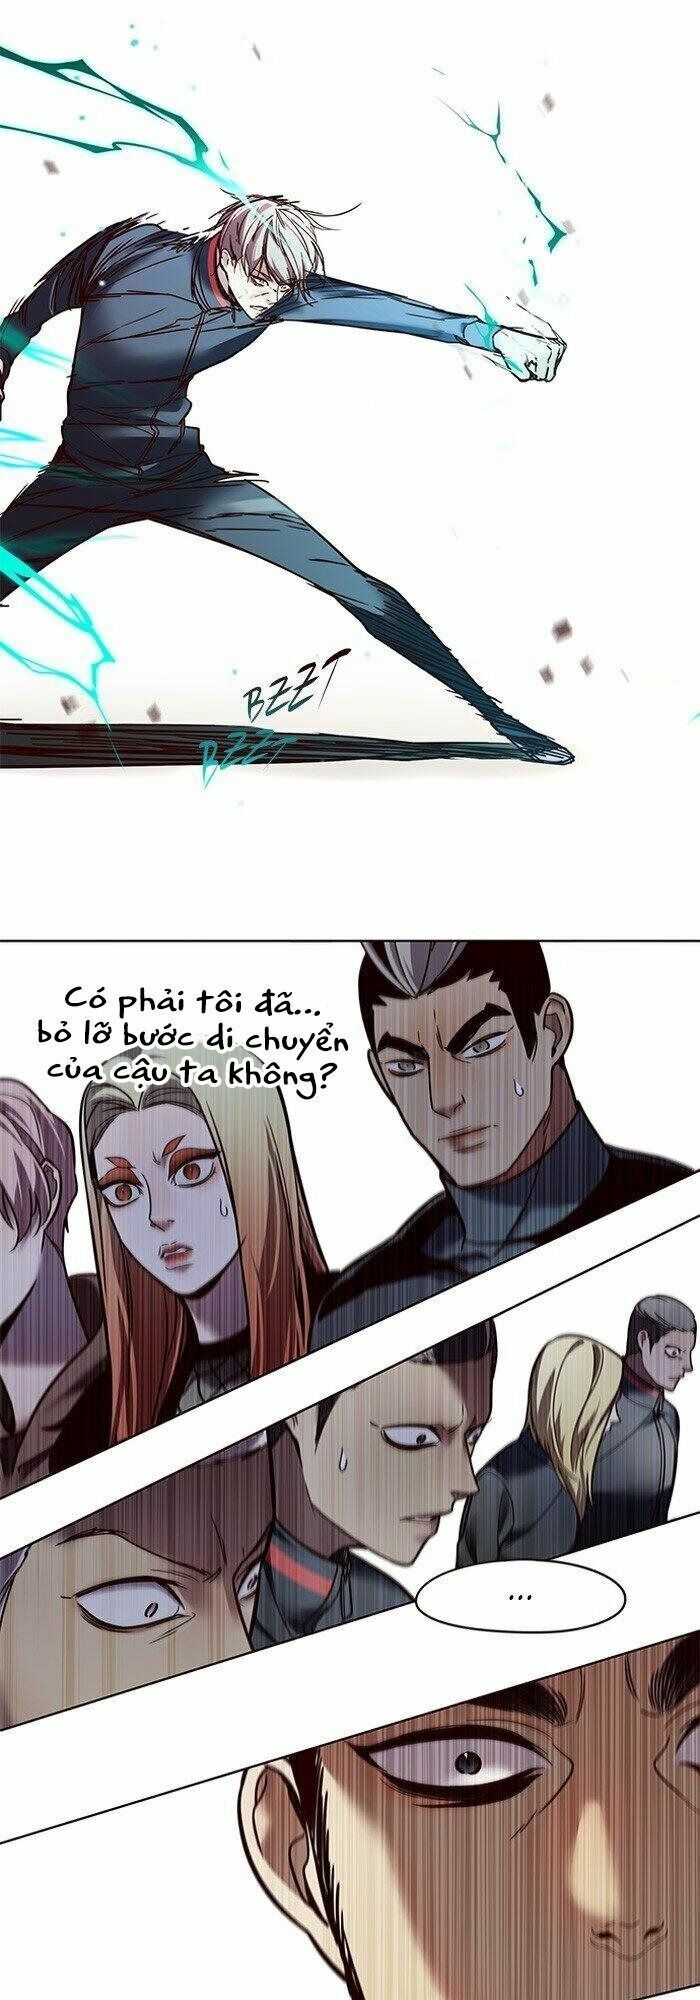 BZZT
BZZT
Có phải tôi đã...
bỏ lỡ bước di chuyển
của cậu ta không?
...